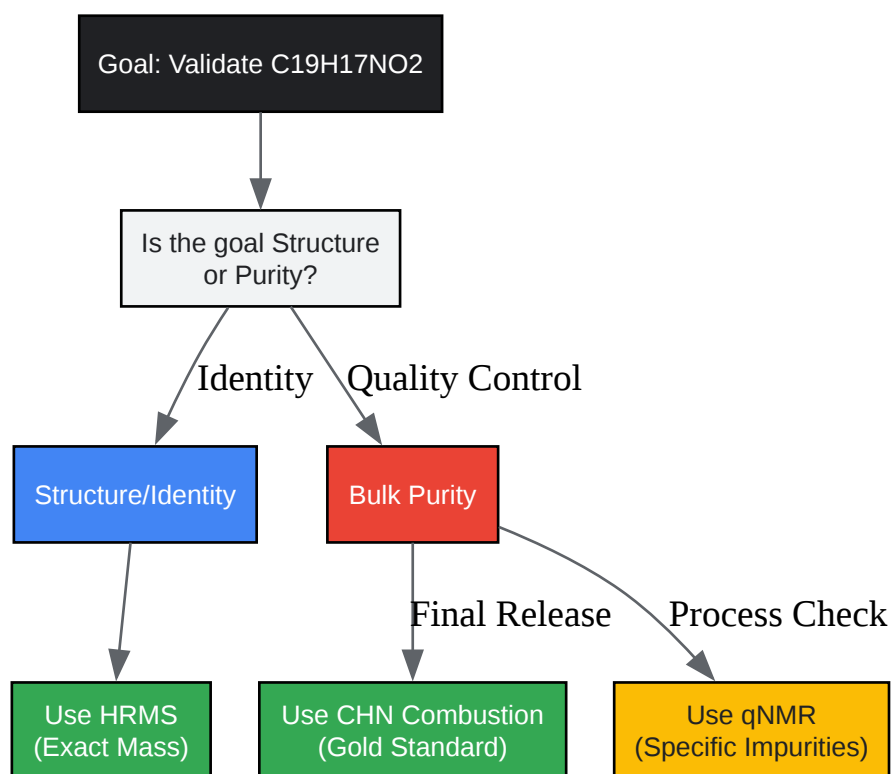 Goal: Validate C19H17NO2
Is the goal Structure
or Purity?
Identity
Quality Control
Structure/Identity
Bulk Purity
Final Release
Process Check
Use HRMS
(Exact Mass)
Use CHN Combustion
(Gold Standard)
Use qNMR
(Specific Impurities)